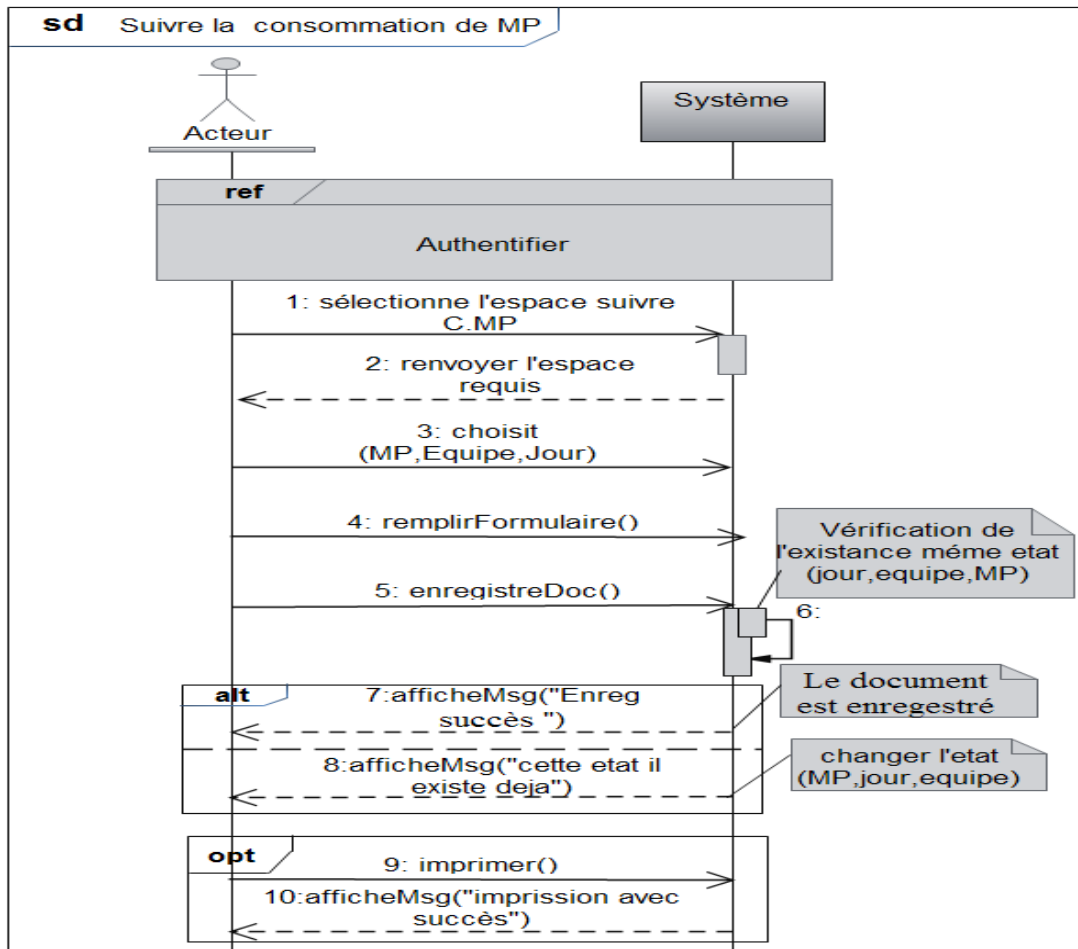 sd Suivre la consommation de MP
Acteur
Système
ref
Authentifier
1: sélectionne l'espace suivre
C.MP
2: renvoyer l'espace
requis
3: choisit
(MP,Equipe,Jour)
4: remplirFormulaire()
Vérification de
l'existance méme etat
(jour,equipe,MP)
5: enregistreDoc()
6:
alt
7:afficheMsg("Enreg
succès ")
Le document
est enregestré
8:afficheMsg("cette etat il
existe deja")
changer l'etat
(MP,jour,equipe)
opt
9: imprimer()
10:afficheMsg("imprission avec
succès")